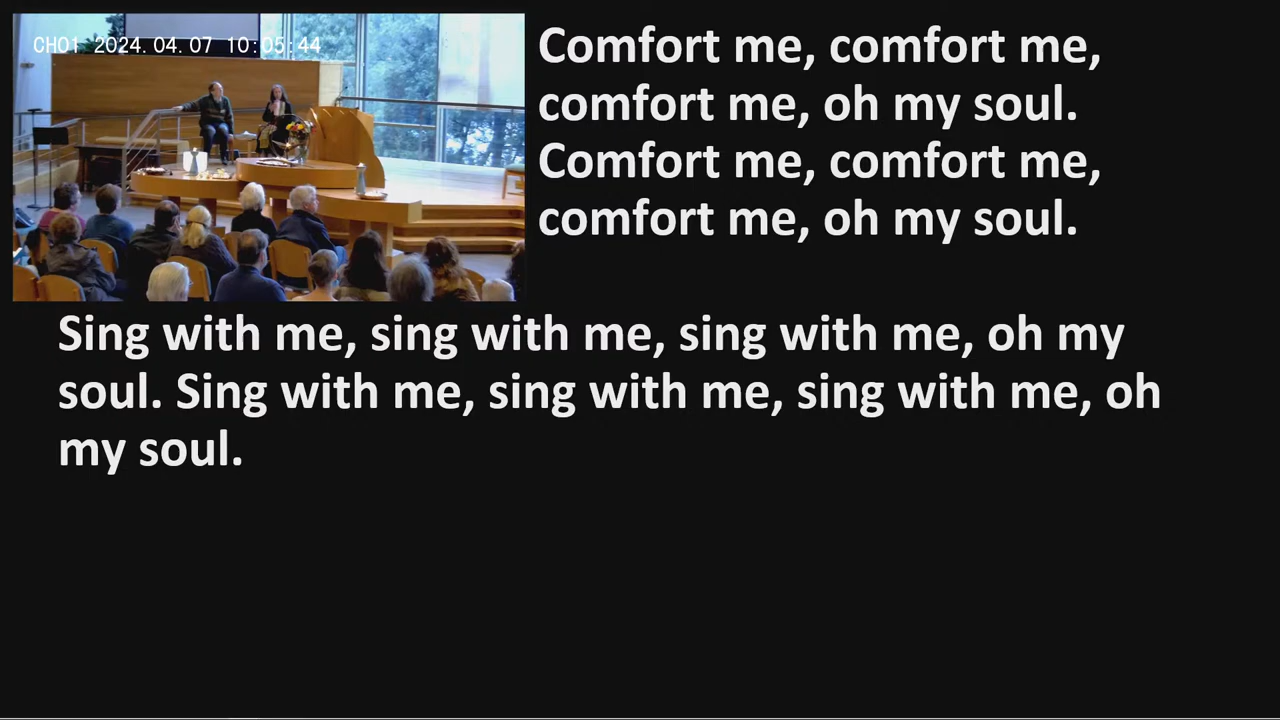 CH01 2024.04.07 10:05:44
Comfort me, comfort me,
comfort me, oh my soul.
Comfort me, comfort me,
comfort me, oh my soul.
Sing with me, sing with me, sing with me, oh my
soul. Sing with me, sing with me, sing with me, oh
my soul.